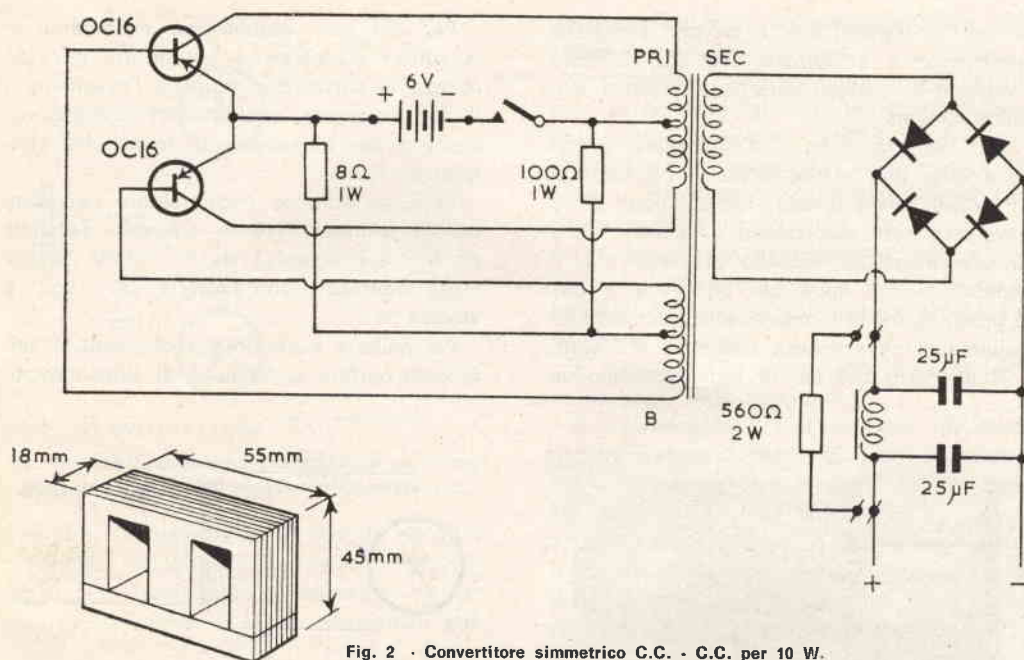 OC16
OC16
+
6V
8Ω
1W
100Ω
1W
PRI
SEC
B
560Ω
2W
25µF
25µF
+
−
18mm
55mm
45mm
Fig. 2 - Convertitore simmetrico C.C. - C.C. per 10 W.